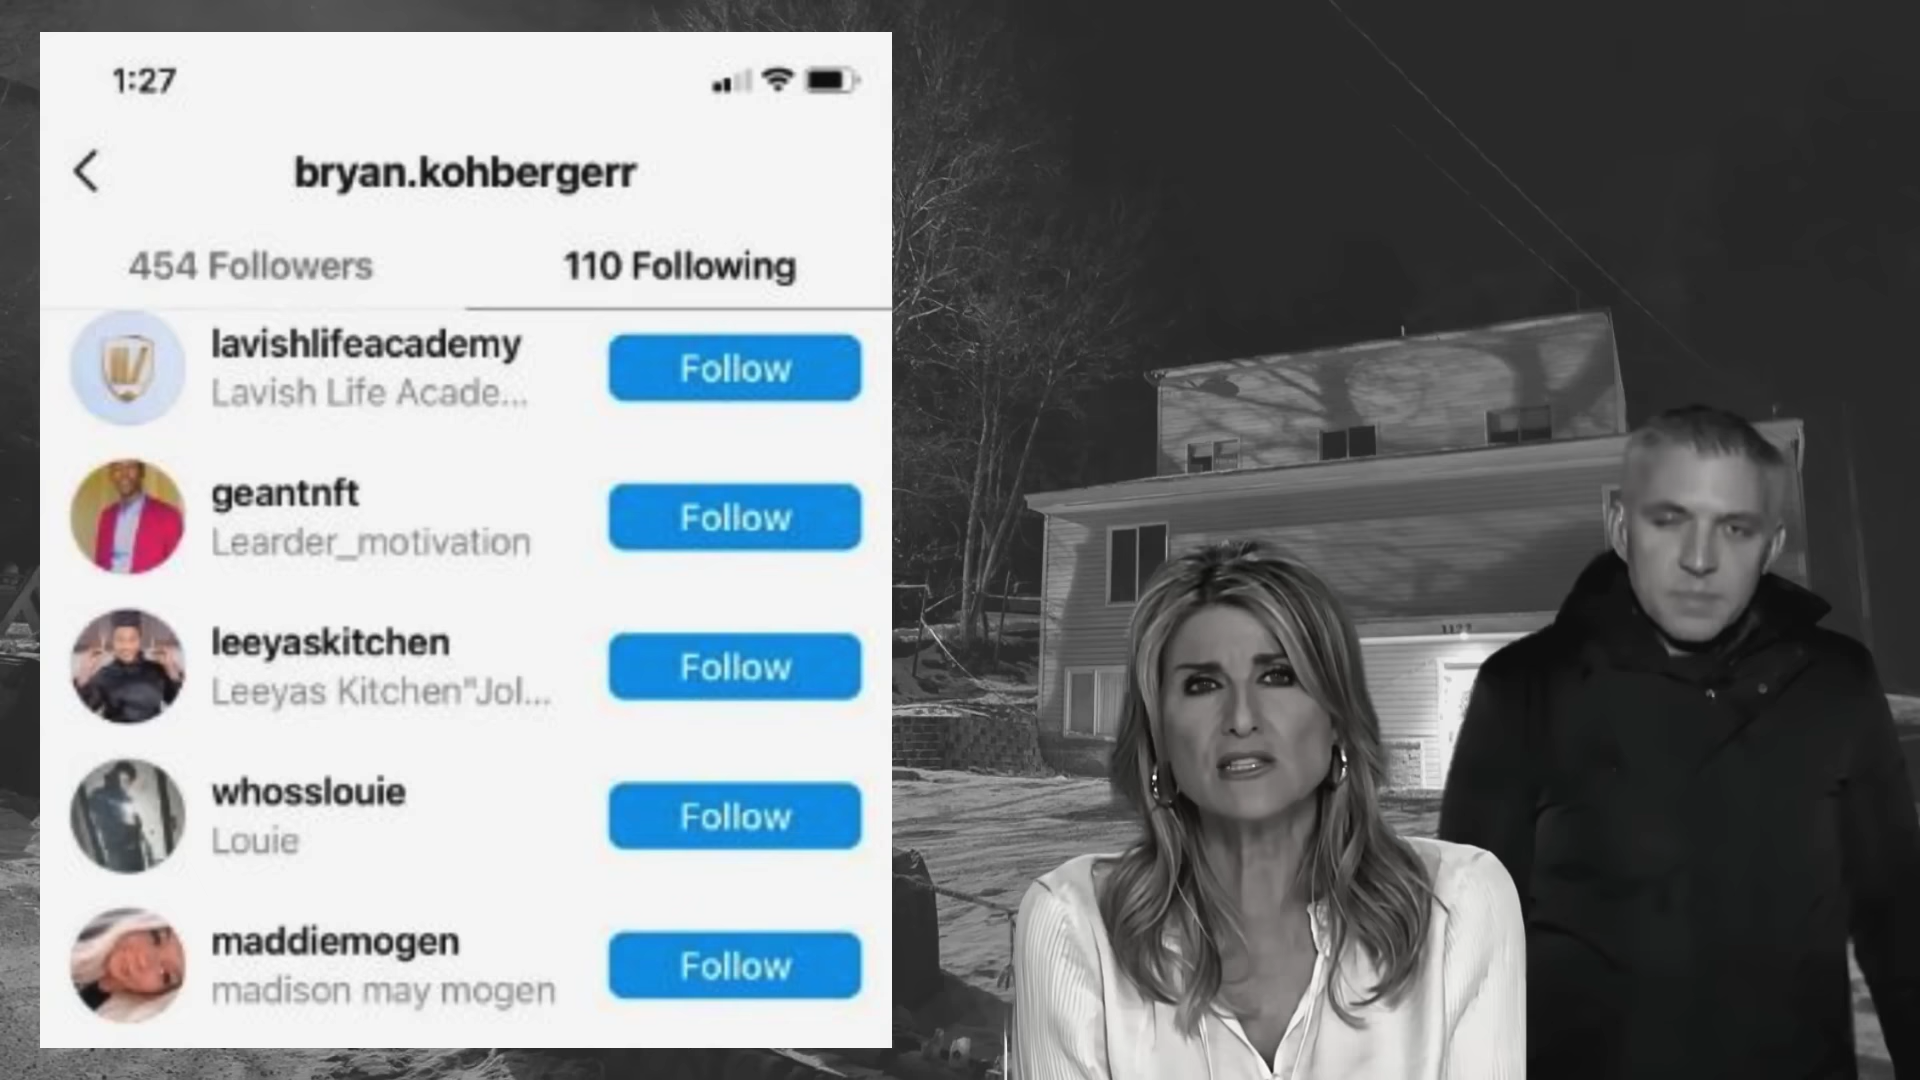 1:27
bryan.kohbergerr
454 Followers
110 Following
lavishlifeacademy
Lavish Life Acade...
Follow
geantnft
Learder_motivation
Follow
leeyaskitchen
Leeyas Kitchen"Jol...
Follow
whosslouie
Louie
Follow
maddiemogen
madison may mogen
Follow
1122